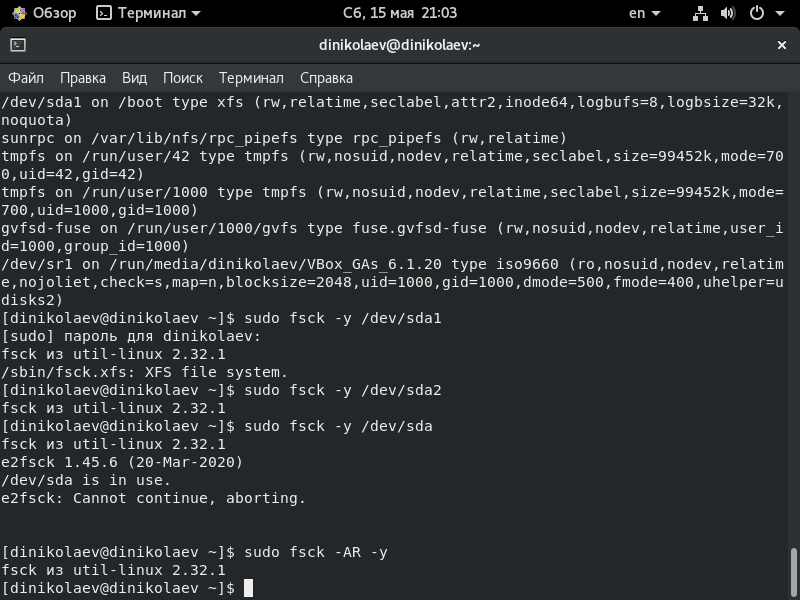 Обзор Терминал Сб, 15 мая 21:03 en
dinikolaev@dinikolaev:~
Файл Правка Вид Поиск Терминал Справка
/dev/sda1 on /boot type xfs (rw,relatime,seclabel,attr2,inode64,logbufs=8,logbsize=32k,
noquota)
sunrpc on /var/lib/nfs/rpc_pipefs type rpc_pipefs (rw,relatime)
tmpfs on /run/user/42 type tmpfs (rw,nosuid,nodev,relatime,seclabel,size=99452k,mode=70
0,uid=42,gid=42)
tmpfs on /run/user/1000 type tmpfs (rw,nosuid,nodev,relatime,seclabel,size=99452k,mode=
700,uid=1000,gid=1000)
gvfsd-fuse on /run/user/1000/gvfs type fuse.gvfsd-fuse (rw,nosuid,nodev,relatime,user_i
d=1000,group_id=1000)
/dev/sr1 on /run/media/dinikolaev/VBox_GAs_6.1.20 type iso9660 (ro,nosuid,nodev,relatim
e,nojoliet,check=s,map=n,blocksize=2048,uid=1000,gid=1000,dmode=500,fmode=400,uhelper=u
disks2)
[dinikolaev@dinikolaev ~]$ sudo fsck -y /dev/sda1
[sudo] пароль для dinikolaev:
fsck из util-linux 2.32.1
/sbin/fsck.xfs: XFS file system.
[dinikolaev@dinikolaev ~]$ sudo fsck -y /dev/sda2
fsck из util-linux 2.32.1
[dinikolaev@dinikolaev ~]$ sudo fsck -y /dev/sda
fsck из util-linux 2.32.1
e2fsck 1.45.6 (20-Mar-2020)
/dev/sda is in use.
e2fsck: Cannot continue, aborting.
[dinikolaev@dinikolaev ~]$ sudo fsck -AR -y
fsck из util-linux 2.32.1
[dinikolaev@dinikolaev ~]$